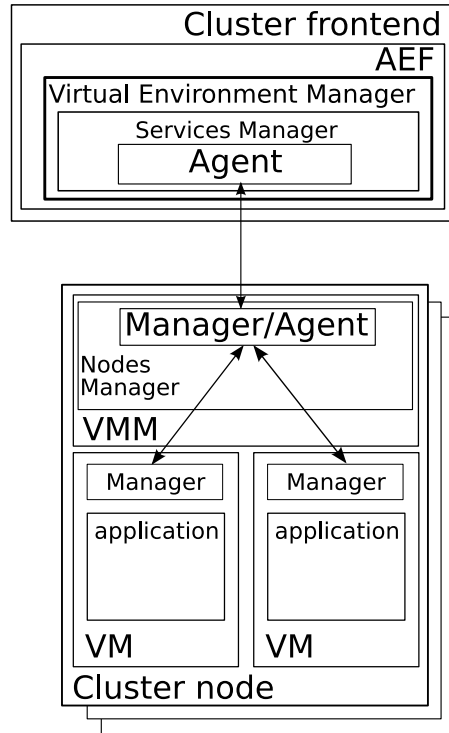 Cluster frontend
AEF
Virtual Environment Manager
Services Manager
Agent
Manager/Agent
Nodes
Manager
VMM
Manager
application
VM
Manager
application
VM
Cluster node